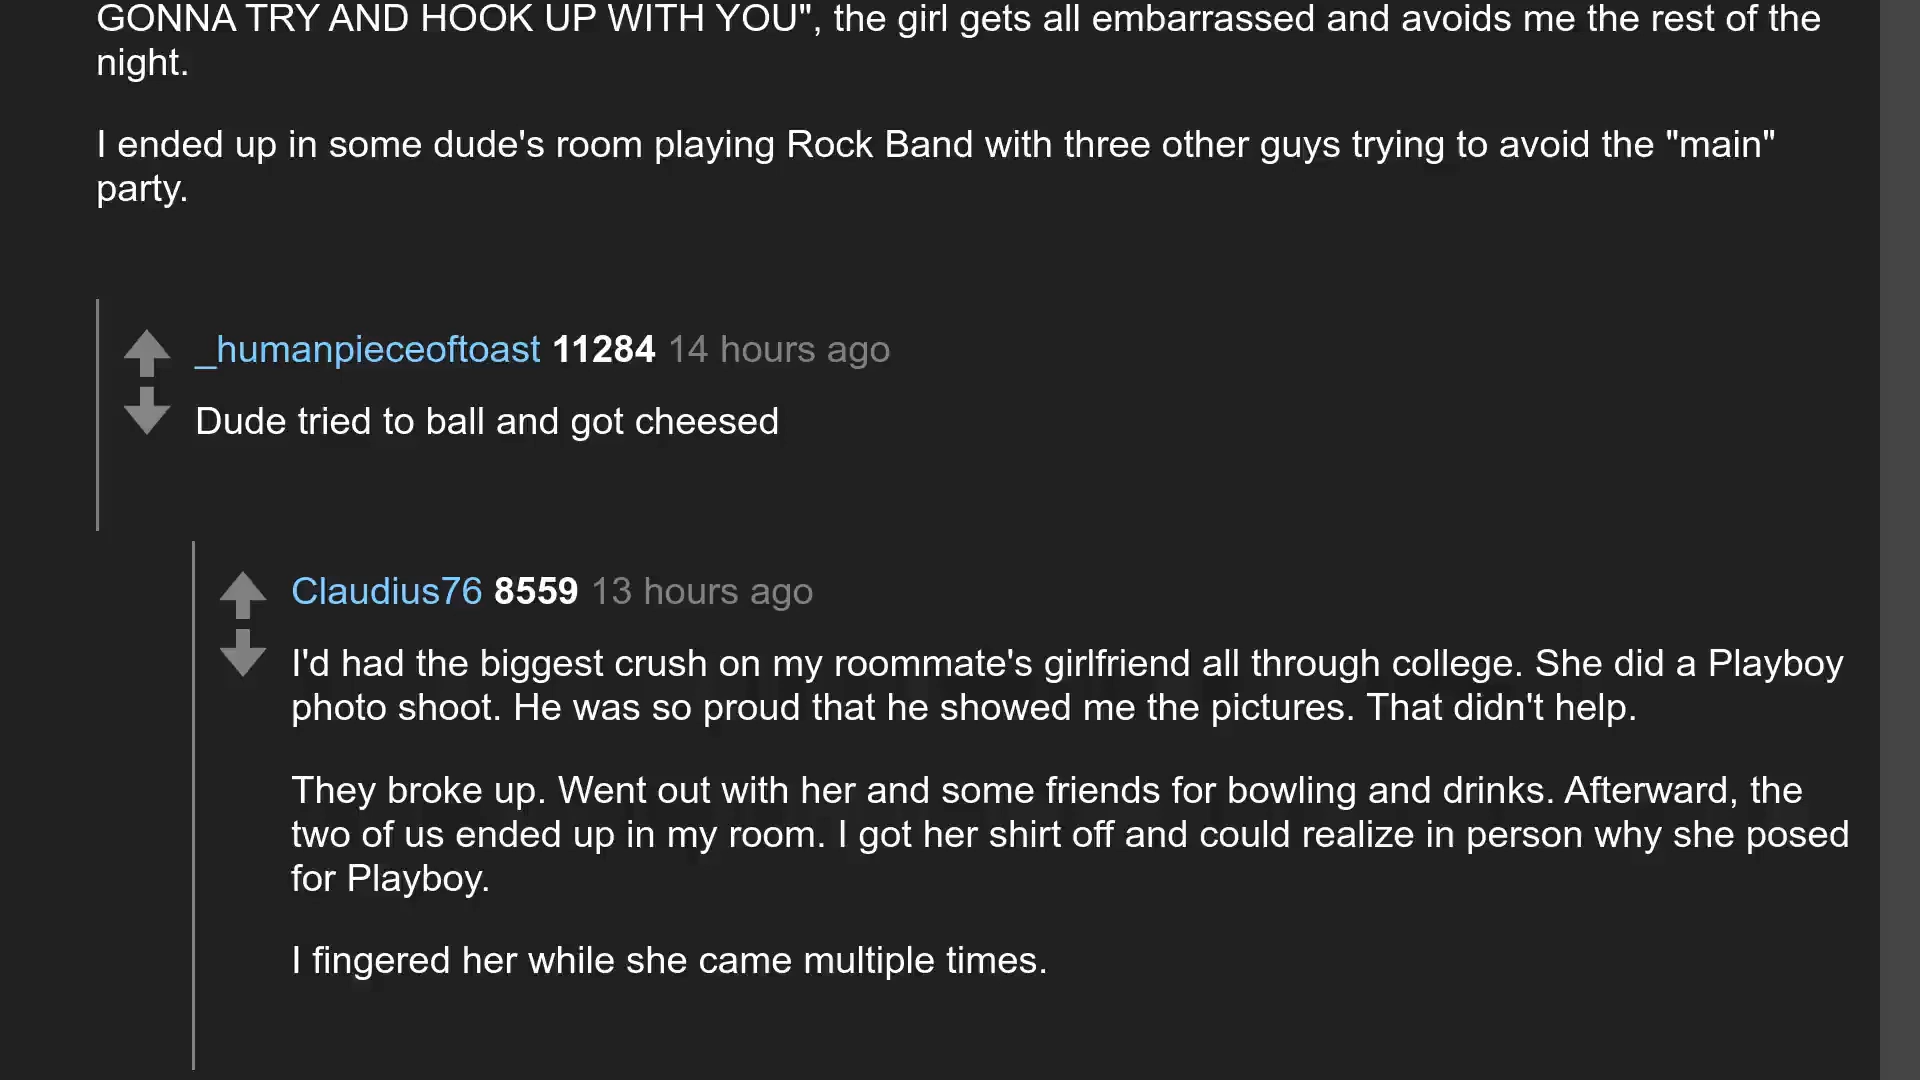 GONNA TRY AND HOOK UP WITH YOU", the girl gets all embarrassed and avoids me the rest of the
night.
I ended up in some dude's room playing Rock Band with three other guys trying to avoid the "main"
party.
_humanpieceoftoast 11284 14 hours ago
Dude tried to ball and got cheesed
Claudius76 8559 13 hours ago
I'd had the biggest crush on my roommate's girlfriend all through college. She did a Playboy
photo shoot. He was so proud that he showed me the pictures. That didn't help.
They broke up. Went out with her and some friends for bowling and drinks. Afterward, the
two of us ended up in my room. I got her shirt off and could realize in person why she posed
for Playboy.
I fingered her while she came multiple times.